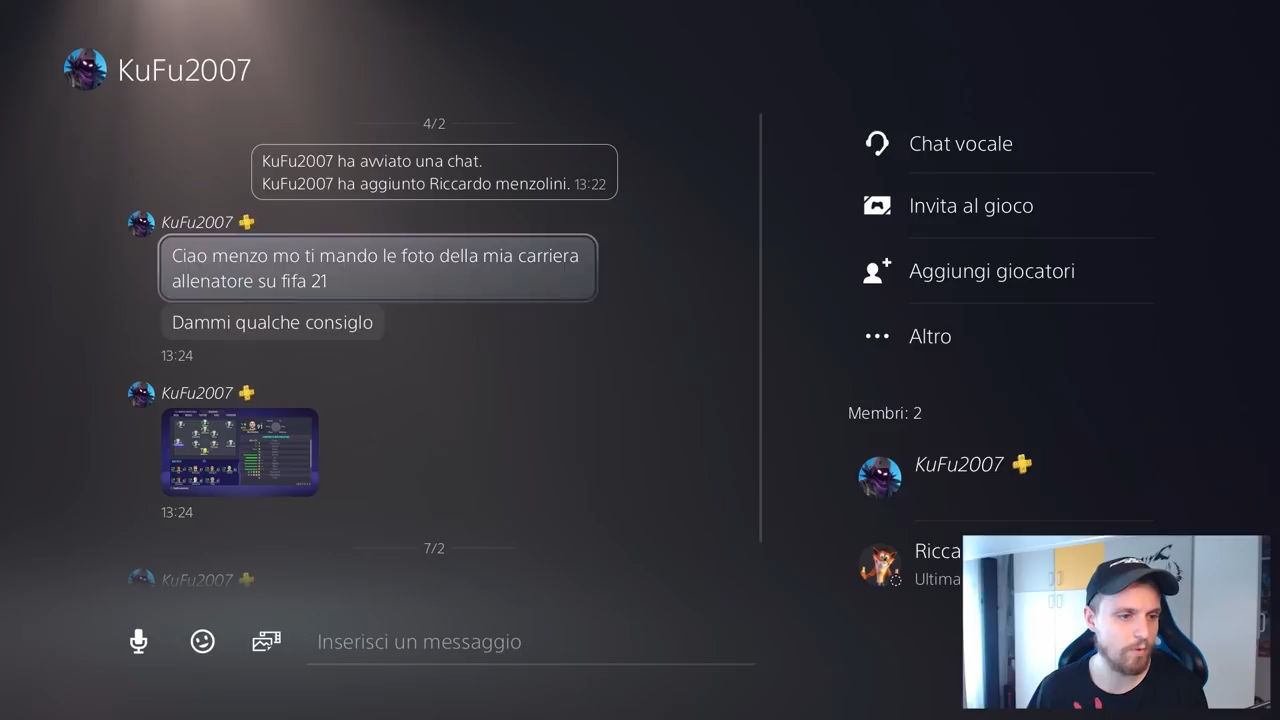 KuFu2007
4/2
KuFu2007 ha avviato una chat.
KuFu2007 ha aggiunto Riccardo menzolini. 13:22
KuFu2007
Ciao menzo mo ti mando le foto della mia carriera
allenatore su fifa 21
Dammi qualche consiglo
13:24
KuFu2007
13:24
7/2
KuFu2007
Inserisci un messaggio
Chat vocale
Invita al gioco
Aggiungi giocatori
Altro
Membri: 2
KuFu2007
Ricca
Ultima